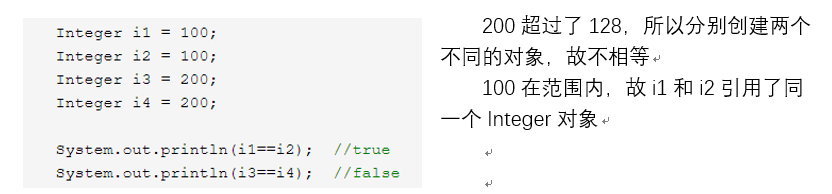 Integer i1 = 100;
Integer i2 = 100;
Integer i3 = 200;
Integer i4 = 200;
System.out.println(i1==i2);  //true
System.out.println(i3==i4);  //false
200 超过了 128，所以分别创建两个
不同的对象，故不相等
100 在范围内，故 i1 和 i2 引用了同
一个 Integer 对象